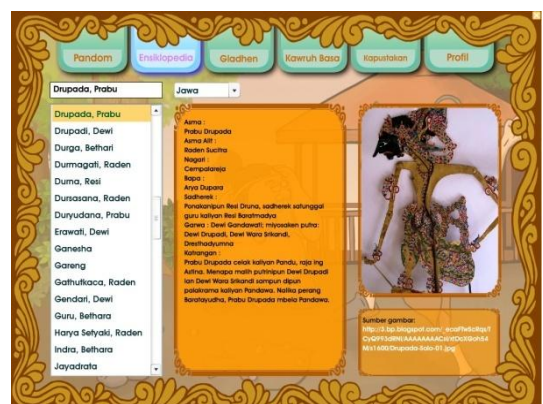 Pandom
Ensiklopedia
Giadhen
Kawruh Basa
Kapustakan
Profil
Drupada, Prabu
Jawa
Drupada, Prabu
Drupadi, Dewi
Durga, Bethari
Durmagati, Raden
Durna, Resi
Dursasana, Raden
Duryudana, Prabu
Erawati, Dewi
Ganesha
Gareng
Gathutkaca, Raden
Gendari, Dewi
Guru, Bethara
Harya Setyaki, Raden
Indra, Bethara
Jayadrata
Asma :
Prabu Drupada
Asma Alit :
Raden Sucitra
Nagari :
Cempalareja
Bapa :
Arya Dupara
Sadherek :
Ponakanipun Resi Druna, sadherek satunggal
guru kaliyan Resi Baratmadya
Garwa : Dewi Gandawati; miyosaken putra:
Dewi Drupadi, Dewi Wara Srikandi,
Dresthadyumna
Katrangan :
Prabu Drupada celak kaliyan Pandu, raja ing
Astina. Menapa malih putrinipun Dewi Drupadi
lan Dewi Wara Srikandi sampun dipun
palakrama kaliyan Pandawa. Nalika perang
Baratayudha, Prabu Drupada mbela Pandawa.
Sumber gambar: